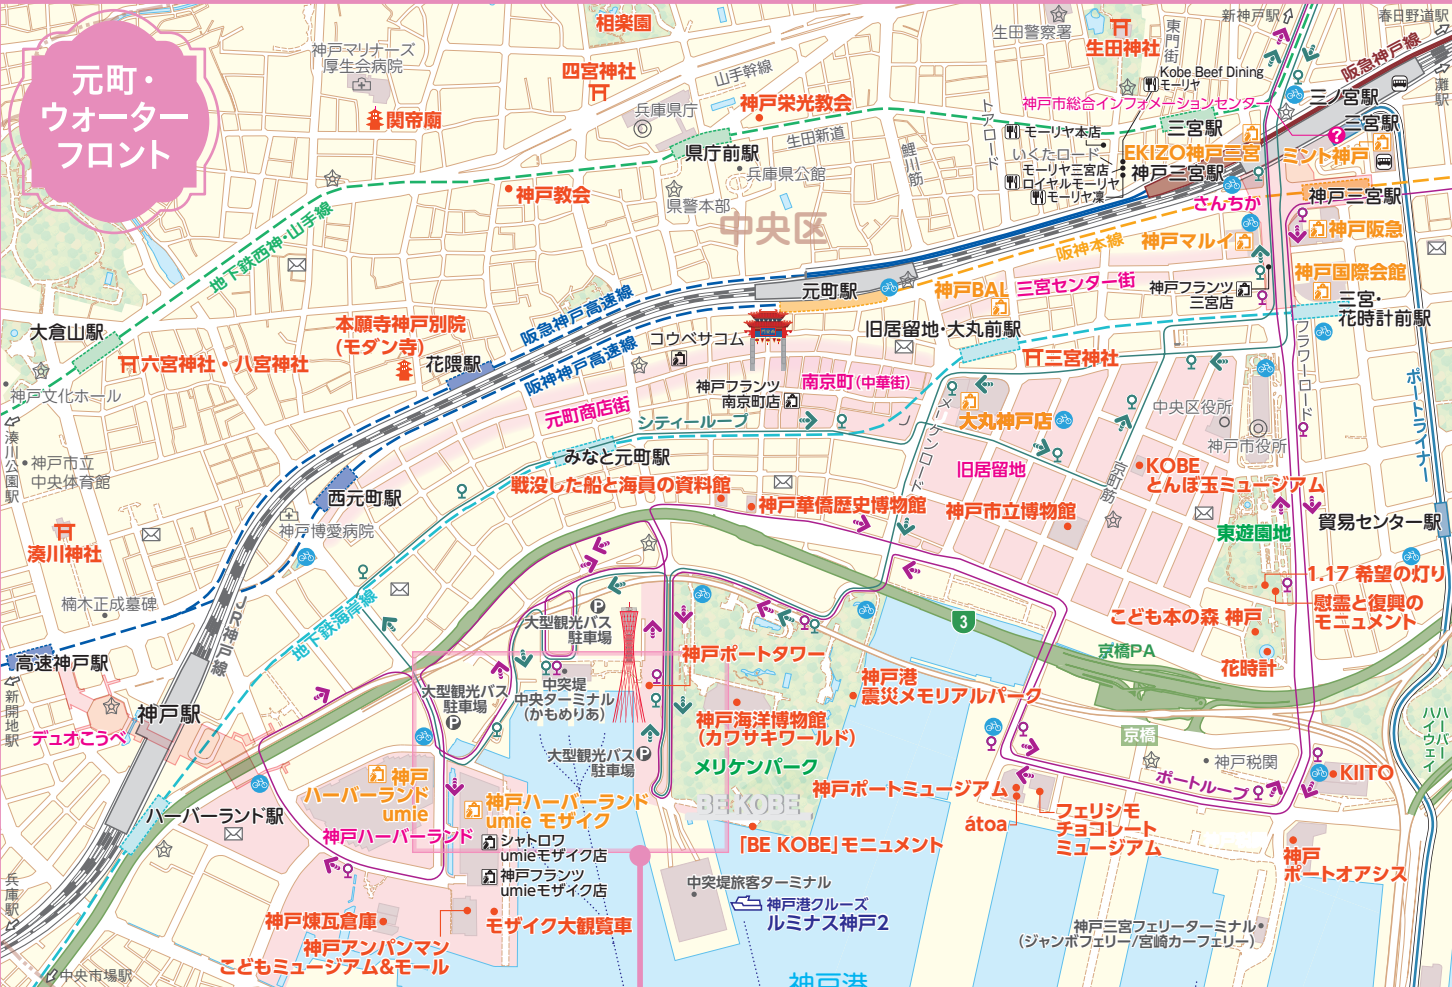 元町・
ウォーター
フロント
相楽園
生田警察署
生田神社
東門街
新神戸駅
春日野道駅
阪急神戸線
灘駅
神戸マリナーズ
厚生会病院
四宮神社
山手幹線
Kobe Beef Dining
モーリヤ
神戸市総合インフォメーションセンター
三ノ宮駅
三宮駅
三宮駅
関帝廟
兵庫県庁
神戸栄光教会
生田新道
トアロード
モーリヤ本店
いくたロード
EKIZO神戸三宮
ミント神戸
県庁前駅
兵庫県公館
鯉川筋
モーリヤ三宮店
ロイヤルモーリヤ
モーリヤ凜
神戸三宮駅
神戸三宮駅
さんちか
神戸教会
県警本部
中央区
地下鉄西神・山手線
阪神本線
神戸マルイ
神戸阪急
神戸国際会館
元町駅
神戸BAL
三宮センター街
神戸フランツ
三宮店
三宮・
花時計前駅
阪急神戸高速線
阪神神戸高速線
大倉山駅
本願寺神戸別院
(モダン寺)
コウベサコム
旧居留地・大丸前駅
フラワーロード
六宮神社・八宮神社
花隈駅
三宮神社
神戸文化ホール
神戸フランツ
南京町店
南京町(中華街)
メリケンロード
ポートライナー
元町商店街
シティーループ
大丸神戸店
中央区役所
神戸市役所
湊川公園駅
神戸市立
中央体育館
みなと元町駅
旧居留地
京町筋
KOBE
とんぼ玉ミュージアム
西元町駅
戦没した船と海員の資料館
神戸華僑歴史博物館
神戸市立博物館
貿易センター駅
神戸博愛病院
東遊園地
湊川神社
1.17 希望の灯り
慰霊と復興の
モニュメント
楠木正成墓碑
JR神戸線
地下鉄海岸線
大型観光バス
駐車場
3
こども本の森 神戸
京橋PA
花時計
高速神戸駅
新開地駅
神戸ポートタワー
神戸港
震災メモリアルパーク
中突堤
中央ターミナル
(かもめりあ)
大型観光バス
駐車場
神戸駅
デュオこうべ
神戸海洋博物館
(カワサキワールド)
京橋
ハーバーハイウェイ
大型観光バス
駐車場
メリケンパーク
神戸税関
KIITO
神戸
ハーバーランド
umie
神戸ハーバーランド
umie モザイク
BE KOBE
神戸ポートミュージアム
átoa
フェリシモ
チョコレート
ミュージアム
ポートループ
ハーバーランド駅
神戸ハーバーランド
シャトロワ
umieモザイク店
「BE KOBE」モニュメント
神戸
ポートオアシス
神戸フランツ
umieモザイク店
兵庫駅
中突堤旅客ターミナル
神戸港クルーズ
ルミナス神戸2
神戸煉瓦倉庫
モザイク大観覧車
神戸三宮フェリーターミナル
(ジャンボフェリー/宮崎カーフェリー)
神戸アンパンマン
こどもミュージアム&モール
中央市場駅
神戸港